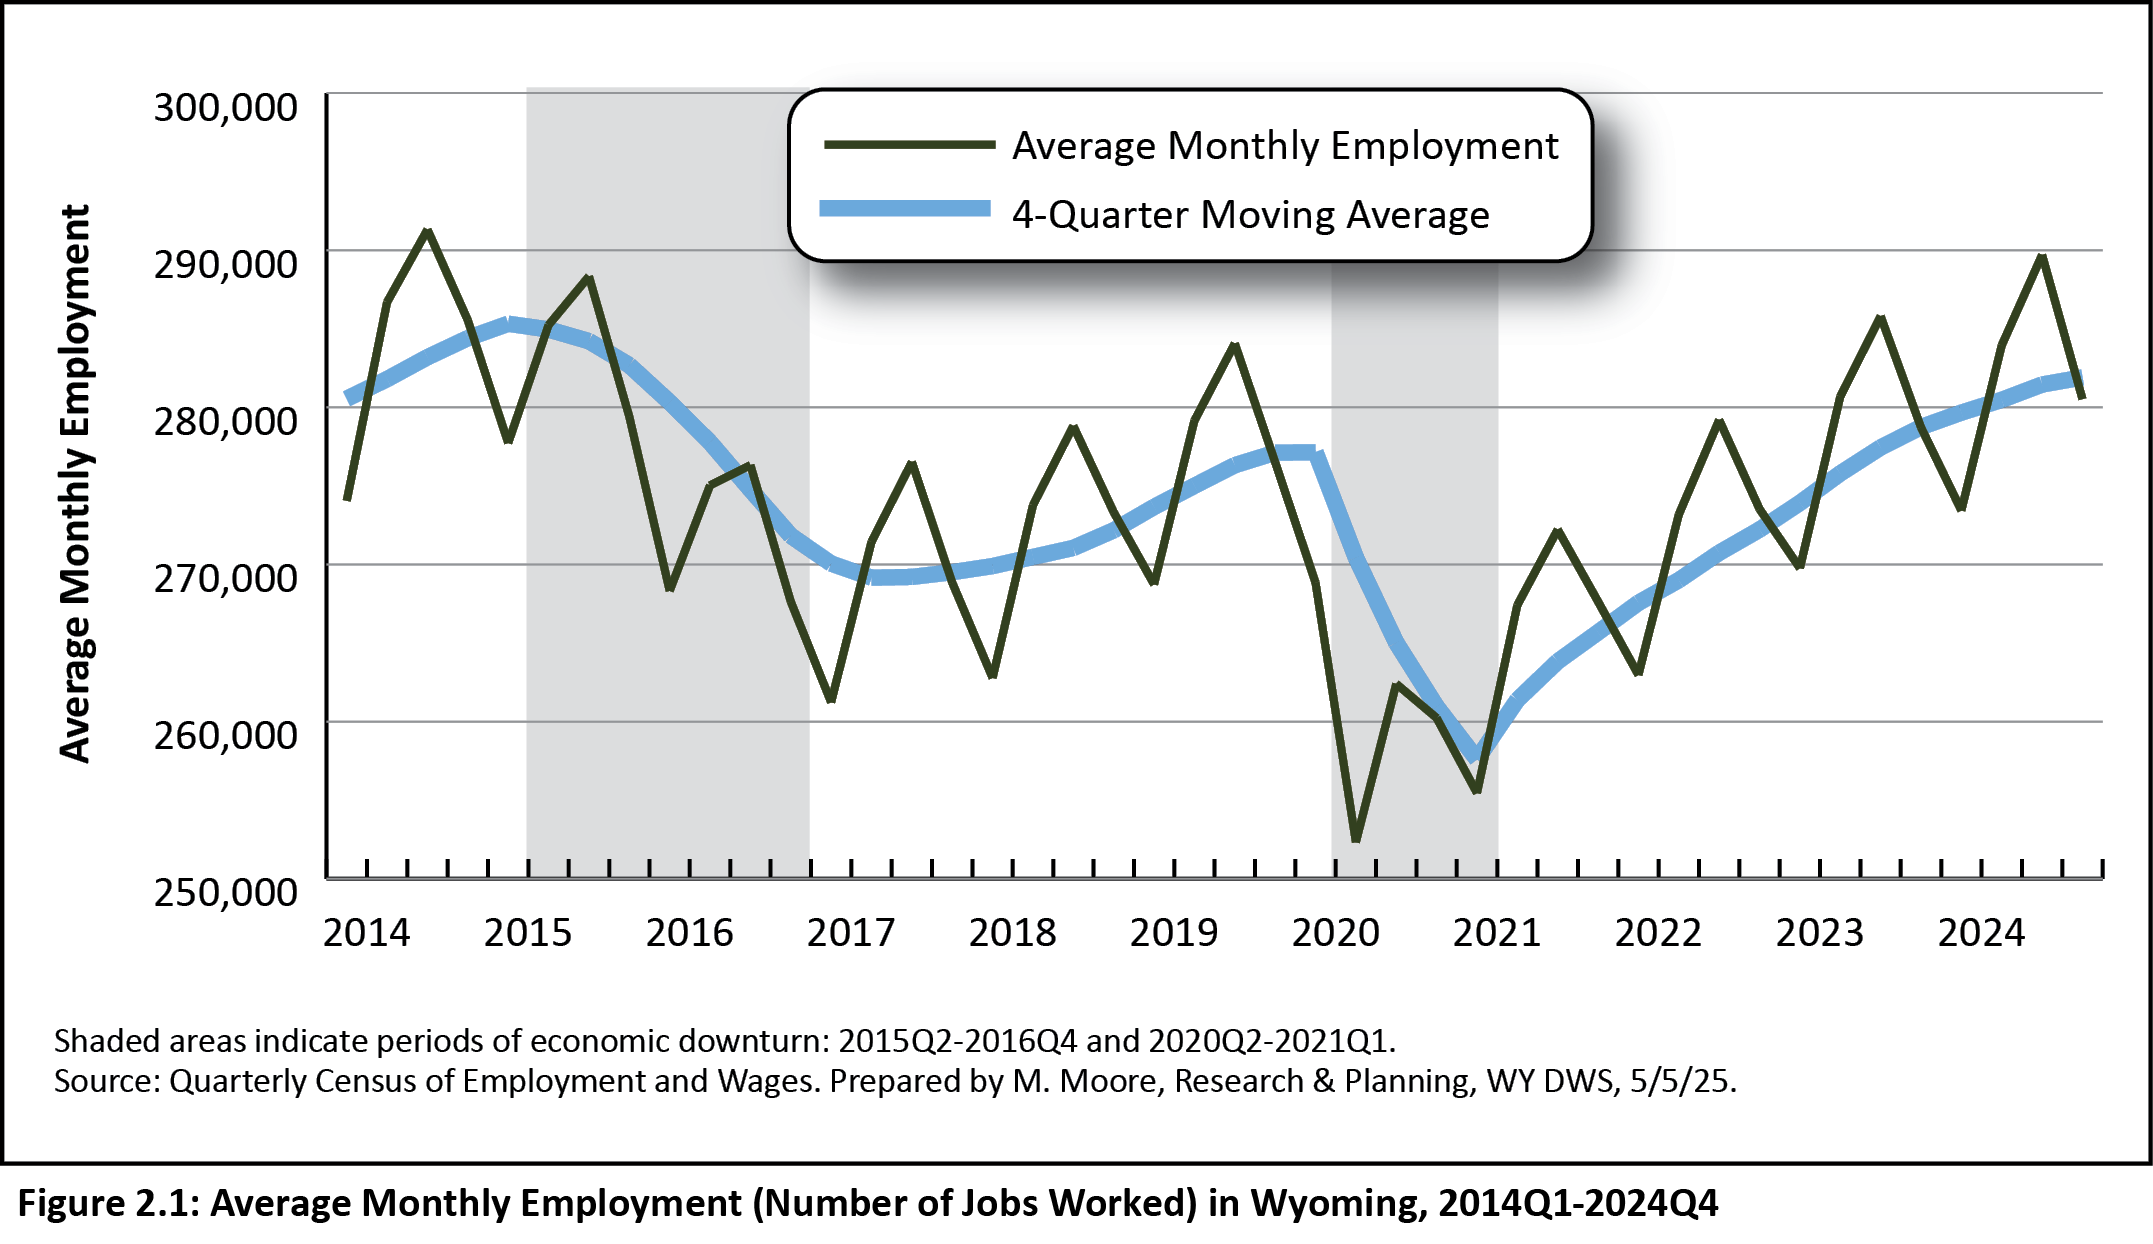 Average Monthly Employment
300,000
290,000
280,000
270,000
260,000
250,000
Average Monthly Employment
4-Quarter Moving Average
2014 2015 2016 2017 2018 2019 2020 2021 2022 2023 2024
Shaded areas indicate periods of economic downturn: 2015Q2-2016Q4 and 2020Q2-2021Q1.
Source: Quarterly Census of Employment and Wages. Prepared by M. Moore, Research & Planning, WY DWS, 5/5/25.
Figure 2.1: Average Monthly Employment (Number of Jobs Worked) in Wyoming, 2014Q1-2024Q4